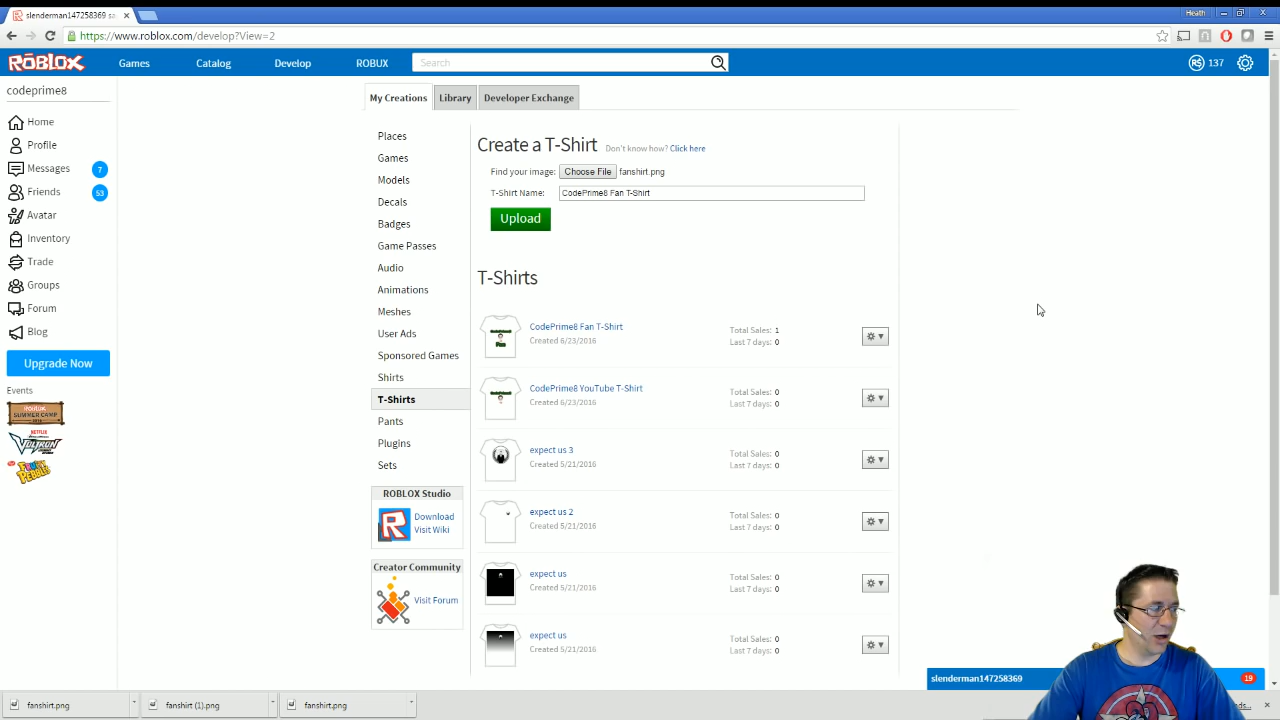 slenderman147258369 sa
Heath
https://www.roblox.com/develop?View=2
ROBLOX
Games
Catalog
Develop
ROBUX
Search
R$ 137
codeprime8
Home
Profile
Messages 7
Friends 53
Avatar
Inventory
Trade
Groups
Forum
Blog
Upgrade Now
Events
ROBLOX
SUMMER CAMP
NETFLIX
VOLTRON
My Creations
Library
Developer Exchange
Places
Games
Models
Decals
Badges
Game Passes
Audio
Animations
Meshes
User Ads
Sponsored Games
Shirts
T-Shirts
Pants
Plugins
Sets
ROBLOX Studio
Download
Visit Wiki
Creator Community
Visit Forum
Create a T-Shirt Don't know how? Click here
Find your image: Choose File fanshirt.png
T-Shirt Name: CodePrime8 Fan T-Shirt
Upload
T-Shirts
Fan
CodePrime8 Fan T-Shirt
Created 6/23/2016
Total Sales: 1
Last 7 days: 0
CodePrime8 YouTube T-Shirt
Created 6/23/2016
Total Sales: 0
Last 7 days: 0
expect us 3
Created 5/21/2016
Total Sales: 0
Last 7 days: 0
expect us 2
Created 5/21/2016
Total Sales: 0
Last 7 days: 0
expect us
Created 5/21/2016
Total Sales: 0
Last 7 days: 0
expect us
Created 5/21/2016
Total Sales: 0
Last 7 days: 0
slenderman147258369 19
fanshirt.png
fanshirt (1).png
fanshirt.png